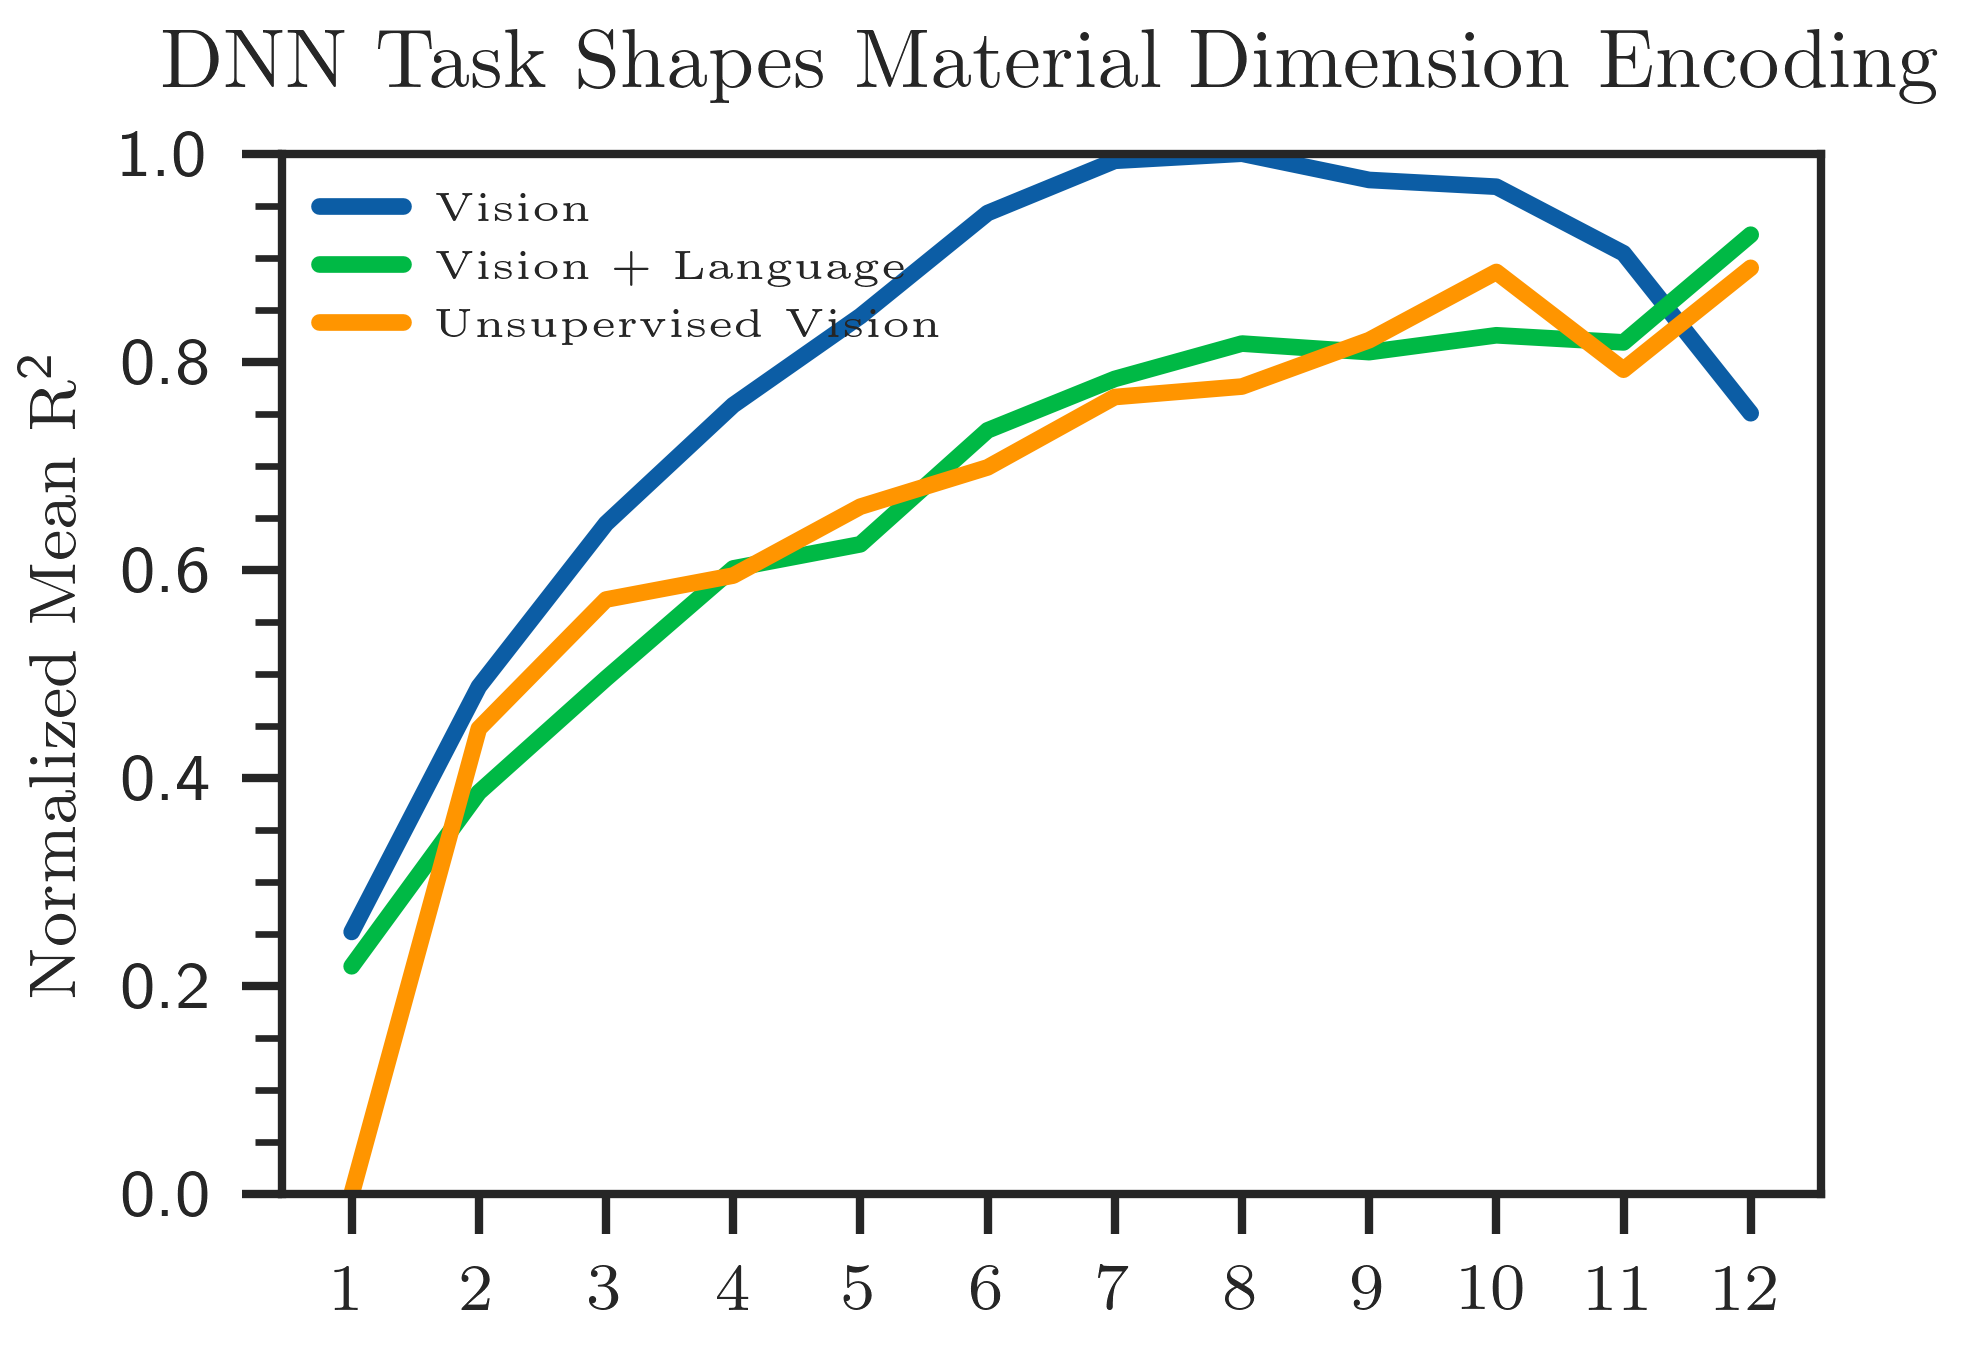 DNN Task Shapes Material Dimension Encoding
Normalized Mean R²
1.0
0.8
0.6
0.4
0.2
0.0
Vision
Vision + Language
Unsupervised Vision
1 2 3 4 5 6 7 8 9 10 11 12